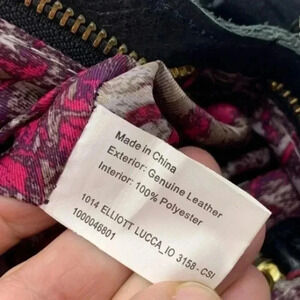 Made in China
Exterior: Genuine Leather
Interior: 100% Polyester
1014 ELLIOTT LUCCA_IO 3158-CSI
1000046801